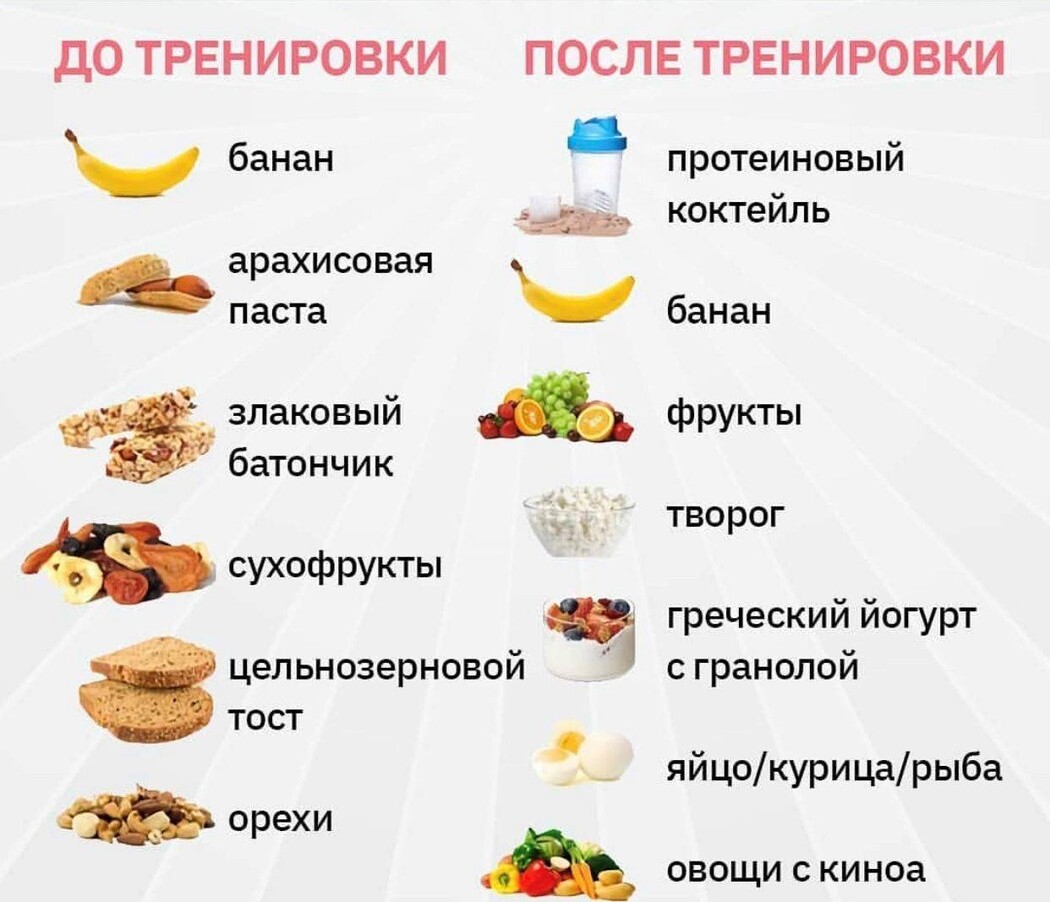 ДО ТРЕНИРОВКИ
банан
арахисовая
паста
злаковый
батончик
сухофрукты
цельнозерновой
тост
орехи
ПОСЛЕ ТРЕНИРОВКИ
протеиновый
коктейль
банан
фрукты
творог
греческий йогурт
с гранолой
яйцо/курица/рыба
овощи с киноа